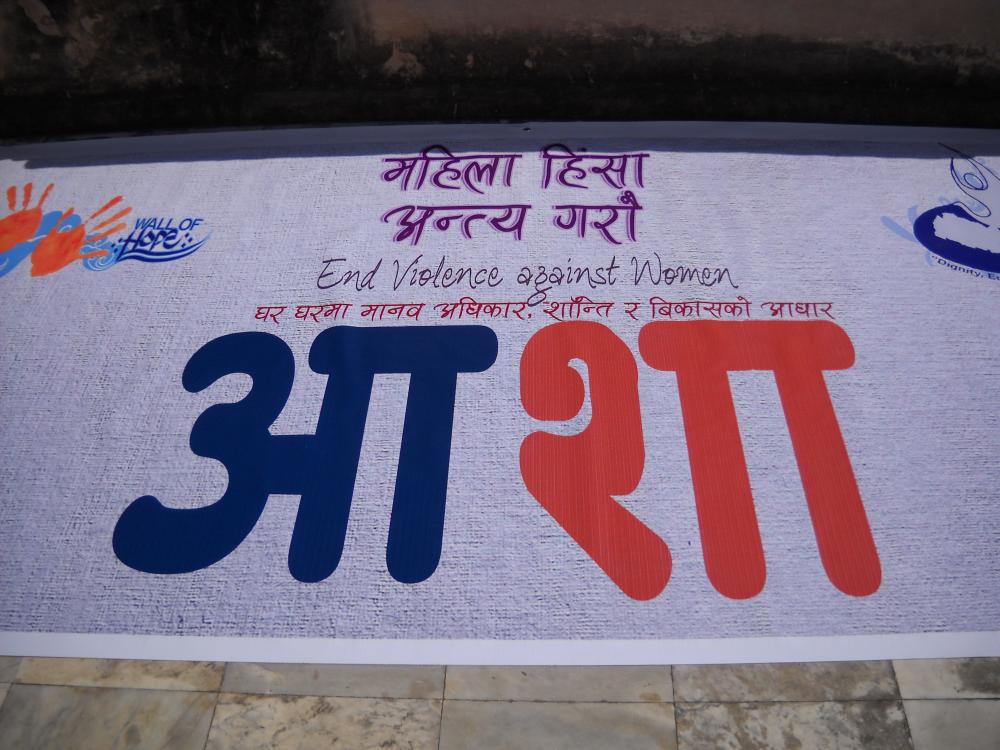 महिला हिंसा
अन्त्य गरौं
WALL OF
Hope
End Violence against Women
घर घरमा मानव अधिकार, शान्ति र बिकासको आधार
आशा
"Dignity,